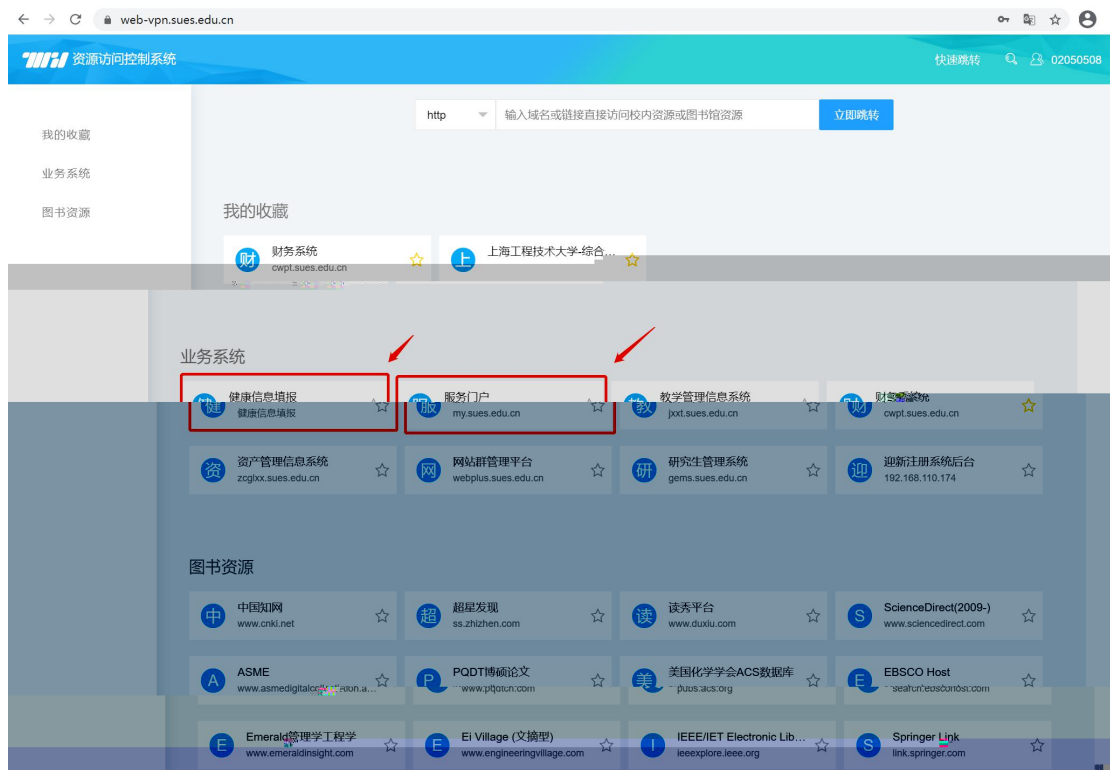 web-vpn.sues.edu.cn
资源访问控制系统
快速跳转
02050508
http
输入域名或链接直接访问校内资源或图书馆资源
立即跳转
我的收藏
业务系统
图书资源
我的收藏
财 财务系统
cwpt.sues.edu.cn
上 上海工程技术大学-综合...
业务系统
健 健康信息填报
健康信息填报
服 服务门户
my.sues.edu.cn
教 教学管理信息系统
jxxt.sues.edu.cn
财 财务系统
cwpt.sues.edu.cn
资 资产管理信息系统
zcglxx.sues.edu.cn
网 网站群管理平台
webplus.sues.edu.cn
研 研究生管理系统
gems.sues.edu.cn
迎 迎新注册系统后台
192.168.110.174
图书资源
中 中国知网
www.cnki.net
超 超星发现
ss.zhizhen.com
读 读秀平台
www.duxiu.com
S ScienceDirect(2009-)
www.sciencedirect.com
A ASME
P PQDT博硕论文
www.pqdtcn.com
美 美国化学学会ACS数据库
pubs.acs.org
E EBSCO Host
search.ebscohost.com
E Emerald管理学工程学
www.emeraldinsight.com
E Ei Village (文摘型)
www.engineeringvillage.com
I IEEE/IET Electronic Lib...
ieeexplore.ieee.org
S Springer Link
link.springer.com